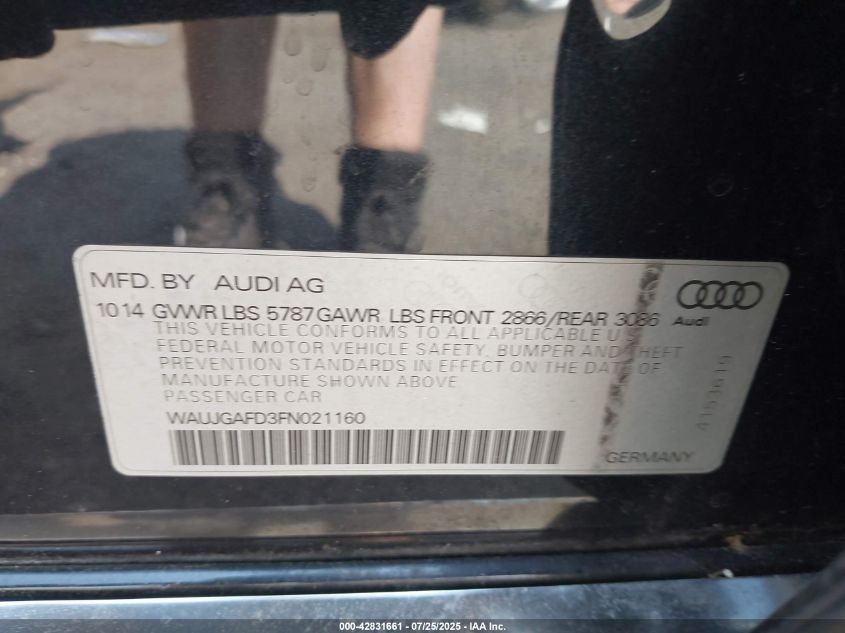 MFD. BY AUDI AG
10 14 GVWR LBS 5787 GAWR LBS FRONT 2866/REAR 3086
Audi
THIS VEHICLE CONFORMS TO ALL APPLICABLE U
FEDERAL MOTOR VEHICLE SAFETY, BUMPER AND THEFT
PREVENTION STANDARDS IN EFFECT ON THE DATE OF
MANUFACTURE SHOWN ABOVE
PASSENGER CAR
WAUJGAFD3FN021160
GERMANY
000-42831661 / 07/25/2025 - IAA Inc.